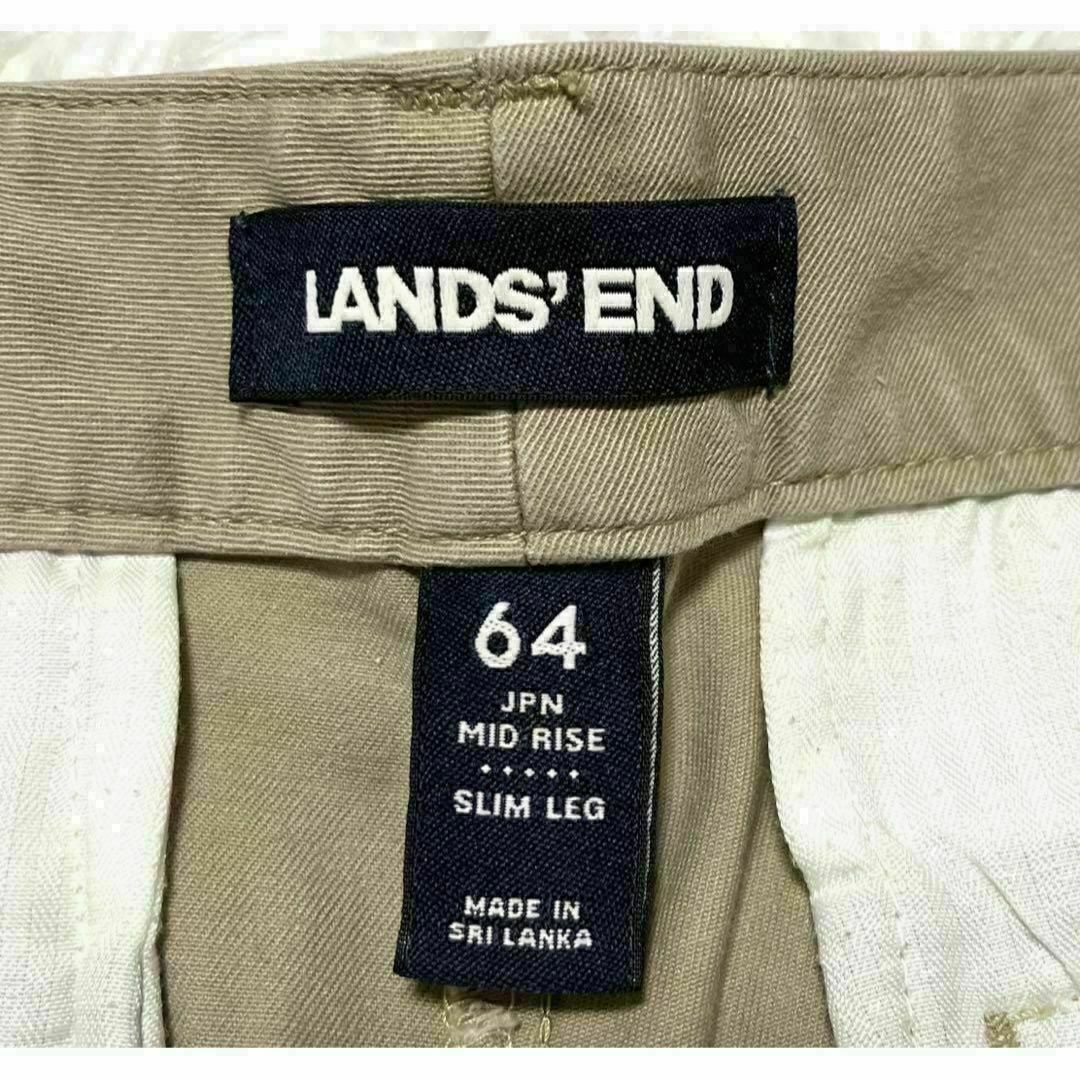 LANDS' END
64
JPN
MID RISE
SLIM LEG
MADE IN
SRI LANKA